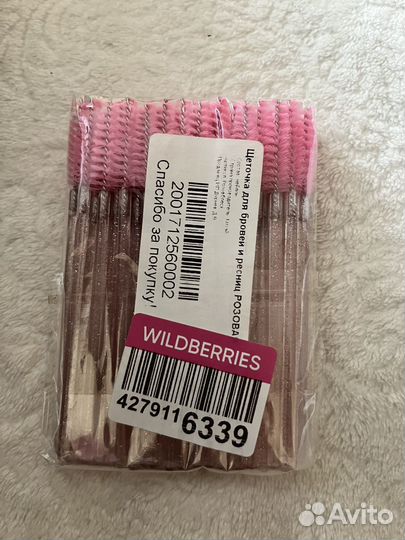 Щеточка для бровей и ресниц РОЗОВА
2001712560002
Спасибо за покупку!
WILDBERRIES
4279116339
Avito